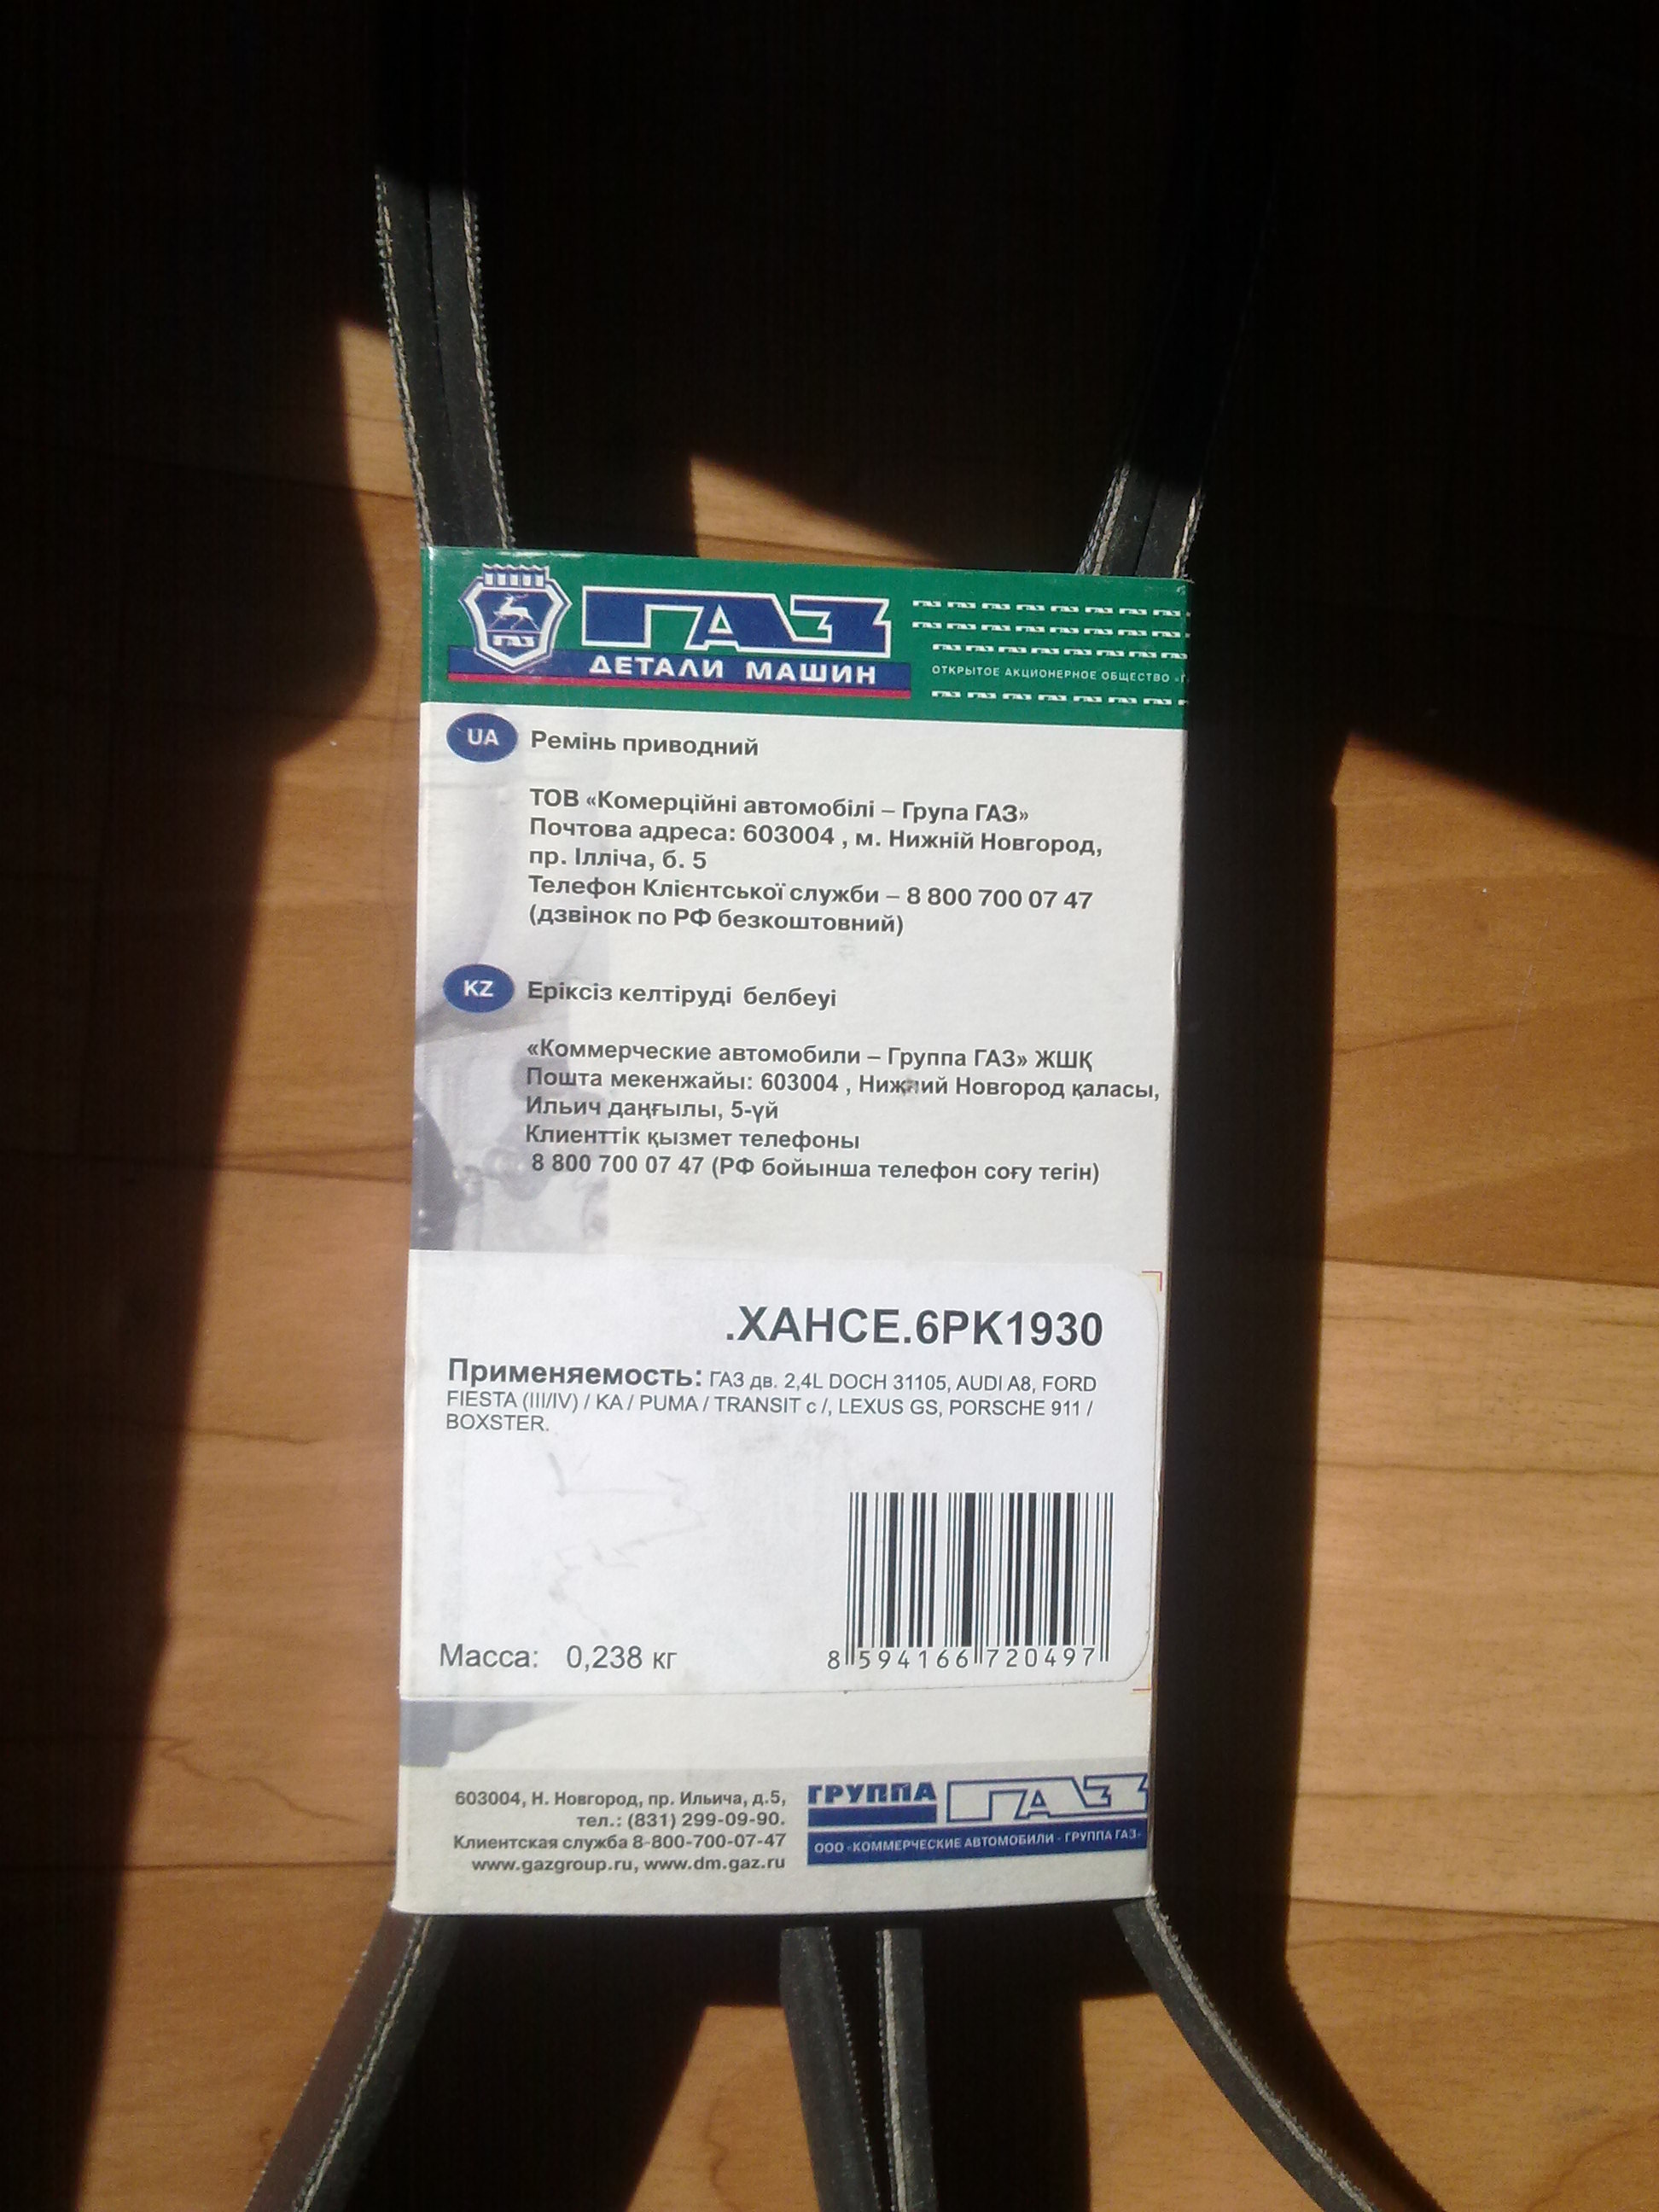 ГАЗ
ГАЗ
ДЕТАЛИ МАШИН
ОТКРЫТОЕ АКЦИОНЕРНОЕ ОБЩЕСТВО
UA Ремінь приводний
ТОВ «Комерційні автомобілі – Група ГАЗ»
Почтова адреса: 603004 , м. Нижній Новгород,
пр. Ілліча, б. 5
Телефон Клієнтської служби – 8 800 700 07 47
(дзвінок по РФ безкоштовний)
KZ Еріксіз келтіруді белбеуі
«Коммерческие автомобили – Группа ГАЗ» ЖШҚ
Пошта мекенжайы: 603004 , Нижний Новгород қаласы,
Ильич даңғылы, 5-үй
Клиенттік қызмет телефоны
8 800 700 07 47 (РФ бойынша телефон соғу тегін)
.ХАНСЕ.6РК1930
Применяемость: ГАЗ дв. 2,4L DOCH 31105, AUDI A8, FORD
FIESTA (III/IV) / KA / PUMA / TRANSIT c /, LEXUS GS, PORSCHE 911 /
BOXSTER.
Масса: 0,238 кг
8 594166 720497
603004, Н. Новгород, пр. Ильича, д.5,
тел.: (831) 299-09-90.
Клиентская служба 8-800-700-07-47
www.gazgroup.ru, www.dm.gaz.ru
ГРУППА ГАЗ
ООО «КОММЕРЧЕСКИЕ АВТОМОБИЛИ - ГРУППА ГАЗ»